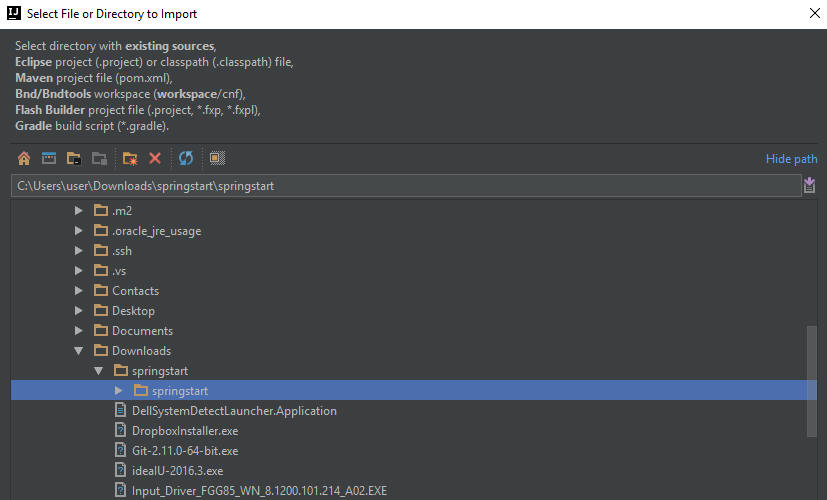 IJ Select File or Directory to Import
Select directory with existing sources,
Eclipse project (.project) or classpath (.classpath) file,
Maven project file (pom.xml),
Bnd/Bndtools workspace (workspace/cnf),
Flash Builder project file (.project, *.fxp, *.fxpl),
Gradle build script (*.gradle).
Hide path
C:\Users\user\Downloads\springstart\springstart
.m2
.oracle_jre_usage
.ssh
.vs
Contacts
Desktop
Documents
Downloads
springstart
springstart
DellSystemDetectLauncher.Application
DropboxInstaller.exe
Git-2.11.0-64-bit.exe
ideaIU-2016.3.exe
Input_Driver_FGG85_WN_8.1200.101.214_A02.EXE